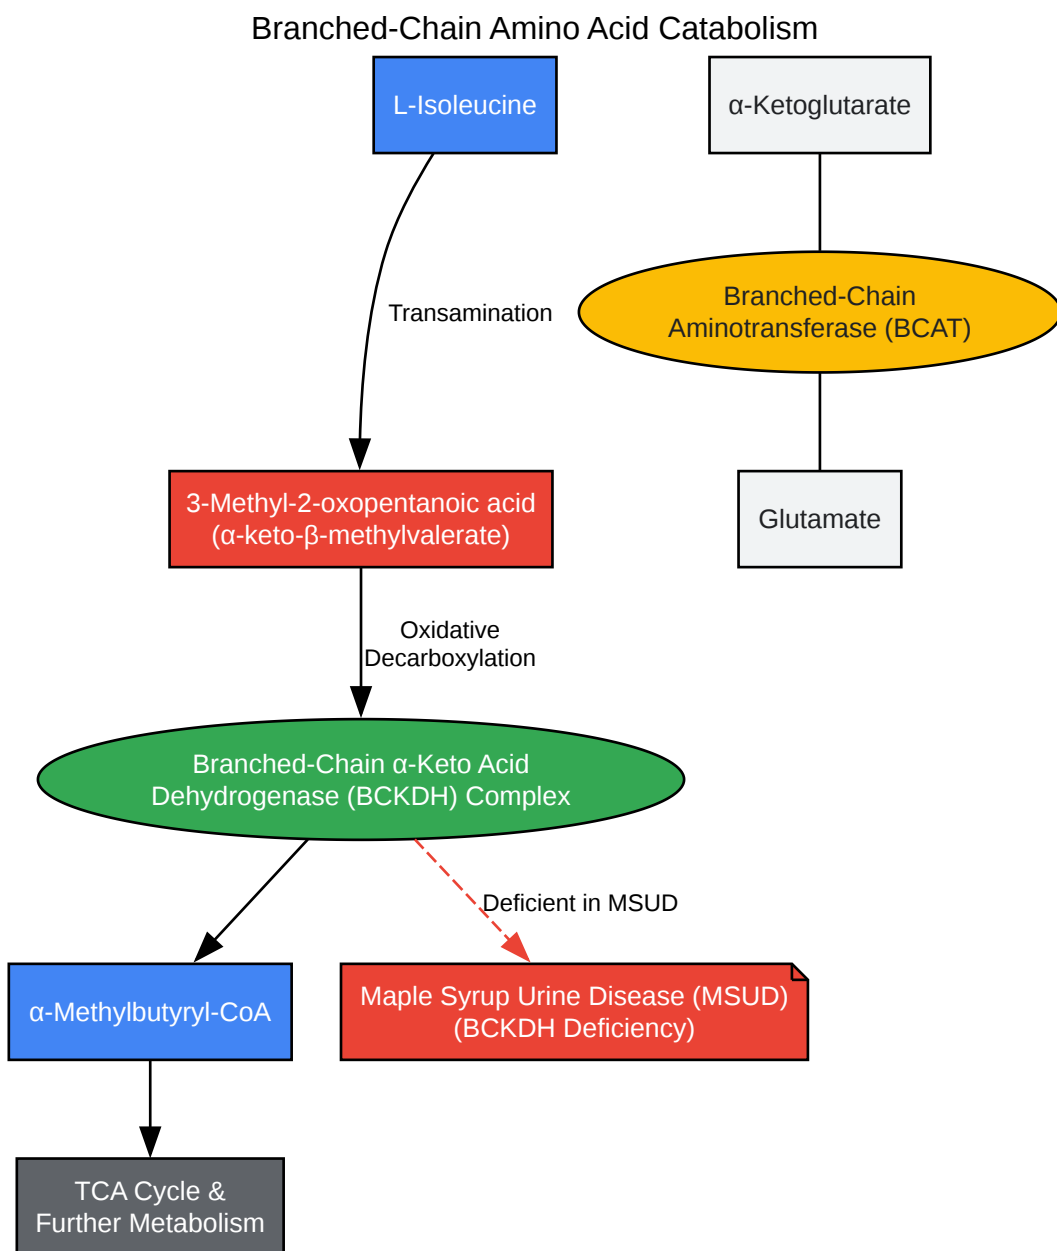 Branched-Chain Amino Acid Catabolism
L-Isoleucine
α-Ketoglutarate
Transamination
Branched-Chain
Aminotransferase (BCAT)
3-Methyl-2-oxopentanoic acid
(α-keto-β-methylvalerate)
Glutamate
Oxidative
Decarboxylation
Branched-Chain α-Keto Acid
Dehydrogenase (BCKDH) Complex
Deficient in MSUD
α-Methylbutyryl-CoA
Maple Syrup Urine Disease (MSUD)
(BCKDH Deficiency)
TCA Cycle &
Further Metabolism